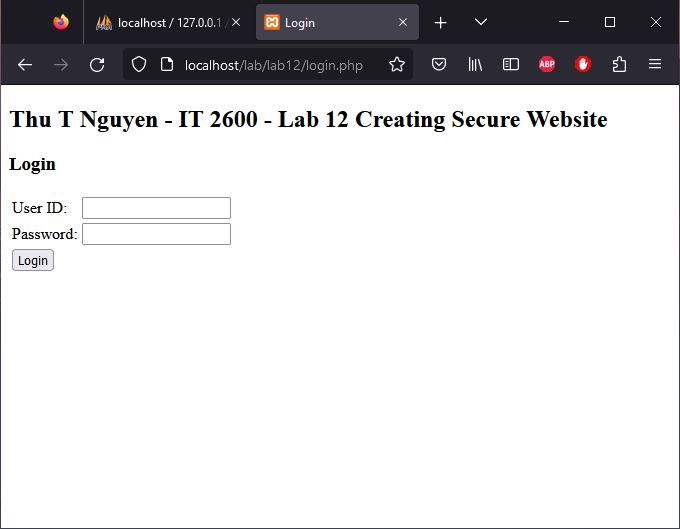 localhost / 127.0.0.1 /
Login
localhost/lab/lab12/login.php
ABP
Thu T Nguyen - IT 2600 - Lab 12 Creating Secure Website
Login
User ID:
Password:
Login